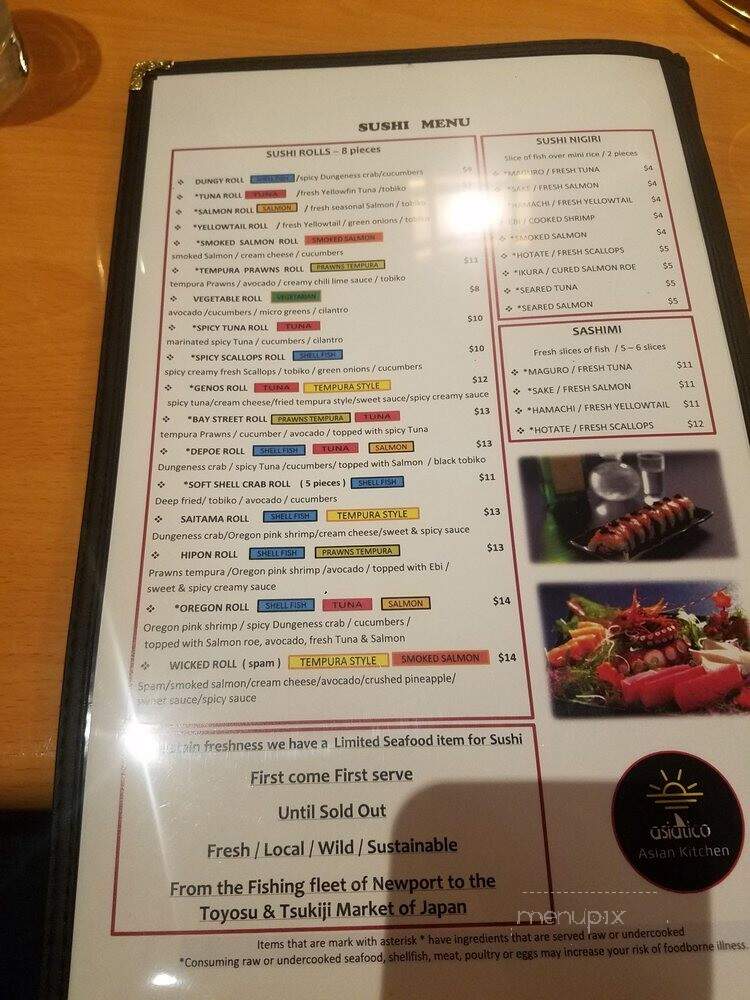 SUSHI MENU
SUSHI ROLLS – 8 pieces
DUNGY ROLL SHELL FISH /spicy Dungeness crab/cucumbers $9
*TUNA ROLL TUNA /fresh Yellowfin Tuna /tobiko
*SALMON ROLL SALMON / fresh seasonal Salmon / tobiko
*YELLOWTAIL ROLL / fresh Yellowtail / green onions / tobiko
*SMOKED SALMON ROLL SMOKED SALMON
smoked Salmon / cream cheese / cucumbers
*TEMPURA PRAWNS ROLL PRAWNS TEMPURA $11
tempura Prawns / avocado / creamy chili lime sauce / tobiko
VEGETABLE ROLL VEGETARIAN $8
avocado /cucumbers / micro greens / cilantro
*SPICY TUNA ROLL TUNA $10
marinated spicy Tuna / cucumbers / cilantro
*SPICY SCALLOPS ROLL SHELL FISH $10
spicy creamy fresh Scallops / tobiko / green onions / cucumbers
*GENOS ROLL TUNA TEMPURA STYLE $12
spicy tuna/cream cheese/fried tempura style/sweet sauce/spicy creamy sauce
*BAY STREET ROLL PRAWNS TEMPURA TUNA $13
tempura Prawns / cucumber / avocado / topped with spicy Tuna
*DEPOE ROLL SHELL FISH TUNA SALMON $13
Dungeness crab / spicy Tuna /cucumbers/ topped with Salmon / black tobiko
*SOFT SHELL CRAB ROLL ( 5 pieces ) SHELL FISH $11
Deep fried/ tobiko / avocado / cucumbers
SAITAMA ROLL SHELL FISH TEMPURA STYLE $13
Dungeness crab/Oregon pink shrimp/cream cheese/sweet & spicy sauce
HIPON ROLL SHELL FISH PRAWNS TEMPURA $13
Prawns tempura /Oregon pink shrimp /avocado / topped with Ebi /
sweet & spicy creamy sauce
*OREGON ROLL SHELL FISH TUNA SALMON $14
Oregon pink shrimp / spicy Dungeness crab / cucumbers /
topped with Salmon roe, avocado, fresh Tuna & Salmon
WICKED ROLL ( spam ) TEMPURA STYLE SMOKED SALMON $14
Spam/smoked salmon/cream cheese/avocado/crushed pineapple/
sweet sauce/spicy sauce
freshness we have a Limited Seafood item for Sushi
First come First serve
Until Sold Out
Fresh / Local / Wild / Sustainable
From the Fishing fleet of Newport to the
Toyosu & Tsukiji Market of Japan
SUSHI NIGIRI
Slice of fish over mini rice / 2 pieces
*MAGURO / FRESH TUNA $4
*SAKE / FRESH SALMON $4
*HAMACHI / FRESH YELLOWTAIL $4
EBI / COOKED SHRIMP $4
*SMOKED SALMON $4
*HOTATE / FRESH SCALLOPS $5
*IKURA / CURED SALMON ROE $5
*SEARED TUNA $5
*SEARED SALMON $5
SASHIMI
Fresh slices of fish / 5 – 6 slices
*MAGURO / FRESH TUNA $11
*SAKE / FRESH SALMON $11
*HAMACHI / FRESH YELLOWTAIL $11
*HOTATE / FRESH SCALLOPS $12
asiatico
Asian Kitchen
menupix
Items that are mark with asterisk * have ingredients that are served raw or undercooked
*Consuming raw or undercooked seafood, shellfish, meat, poultry or eggs may increase your risk of foodborne illness.